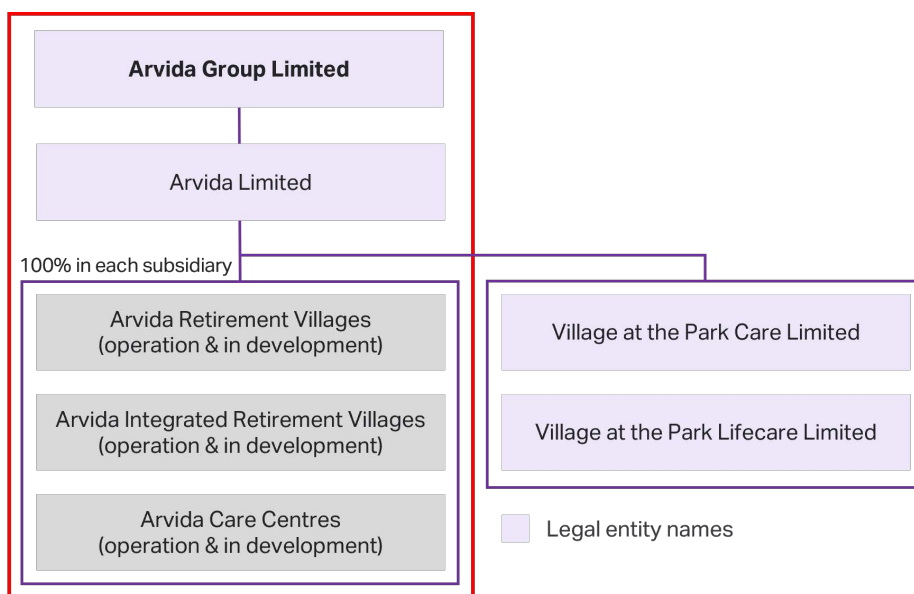 Arvida Group Limited
Arvida Limited
100% in each subsidiary
Arvida Retirement Villages
(operation & in development)
Arvida Integrated Retirement Villages
(operation & in development)
Arvida Care Centres
(operation & in development)
Village at the Park Care Limited
Village at the Park Lifecare Limited
Legal entity names